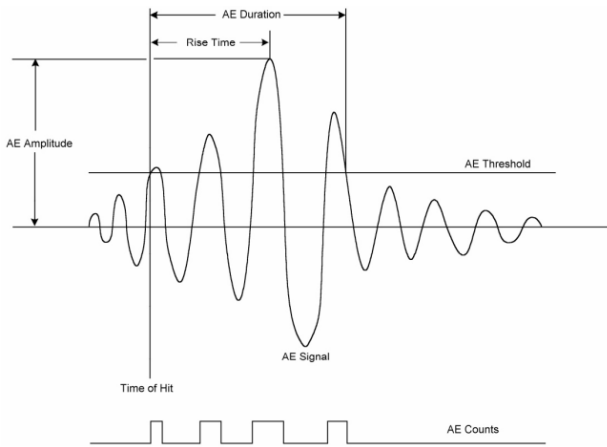 AE Duration
Rise Time
AE Amplitude
AE Threshold
AE Signal
Time of Hit
AE Counts